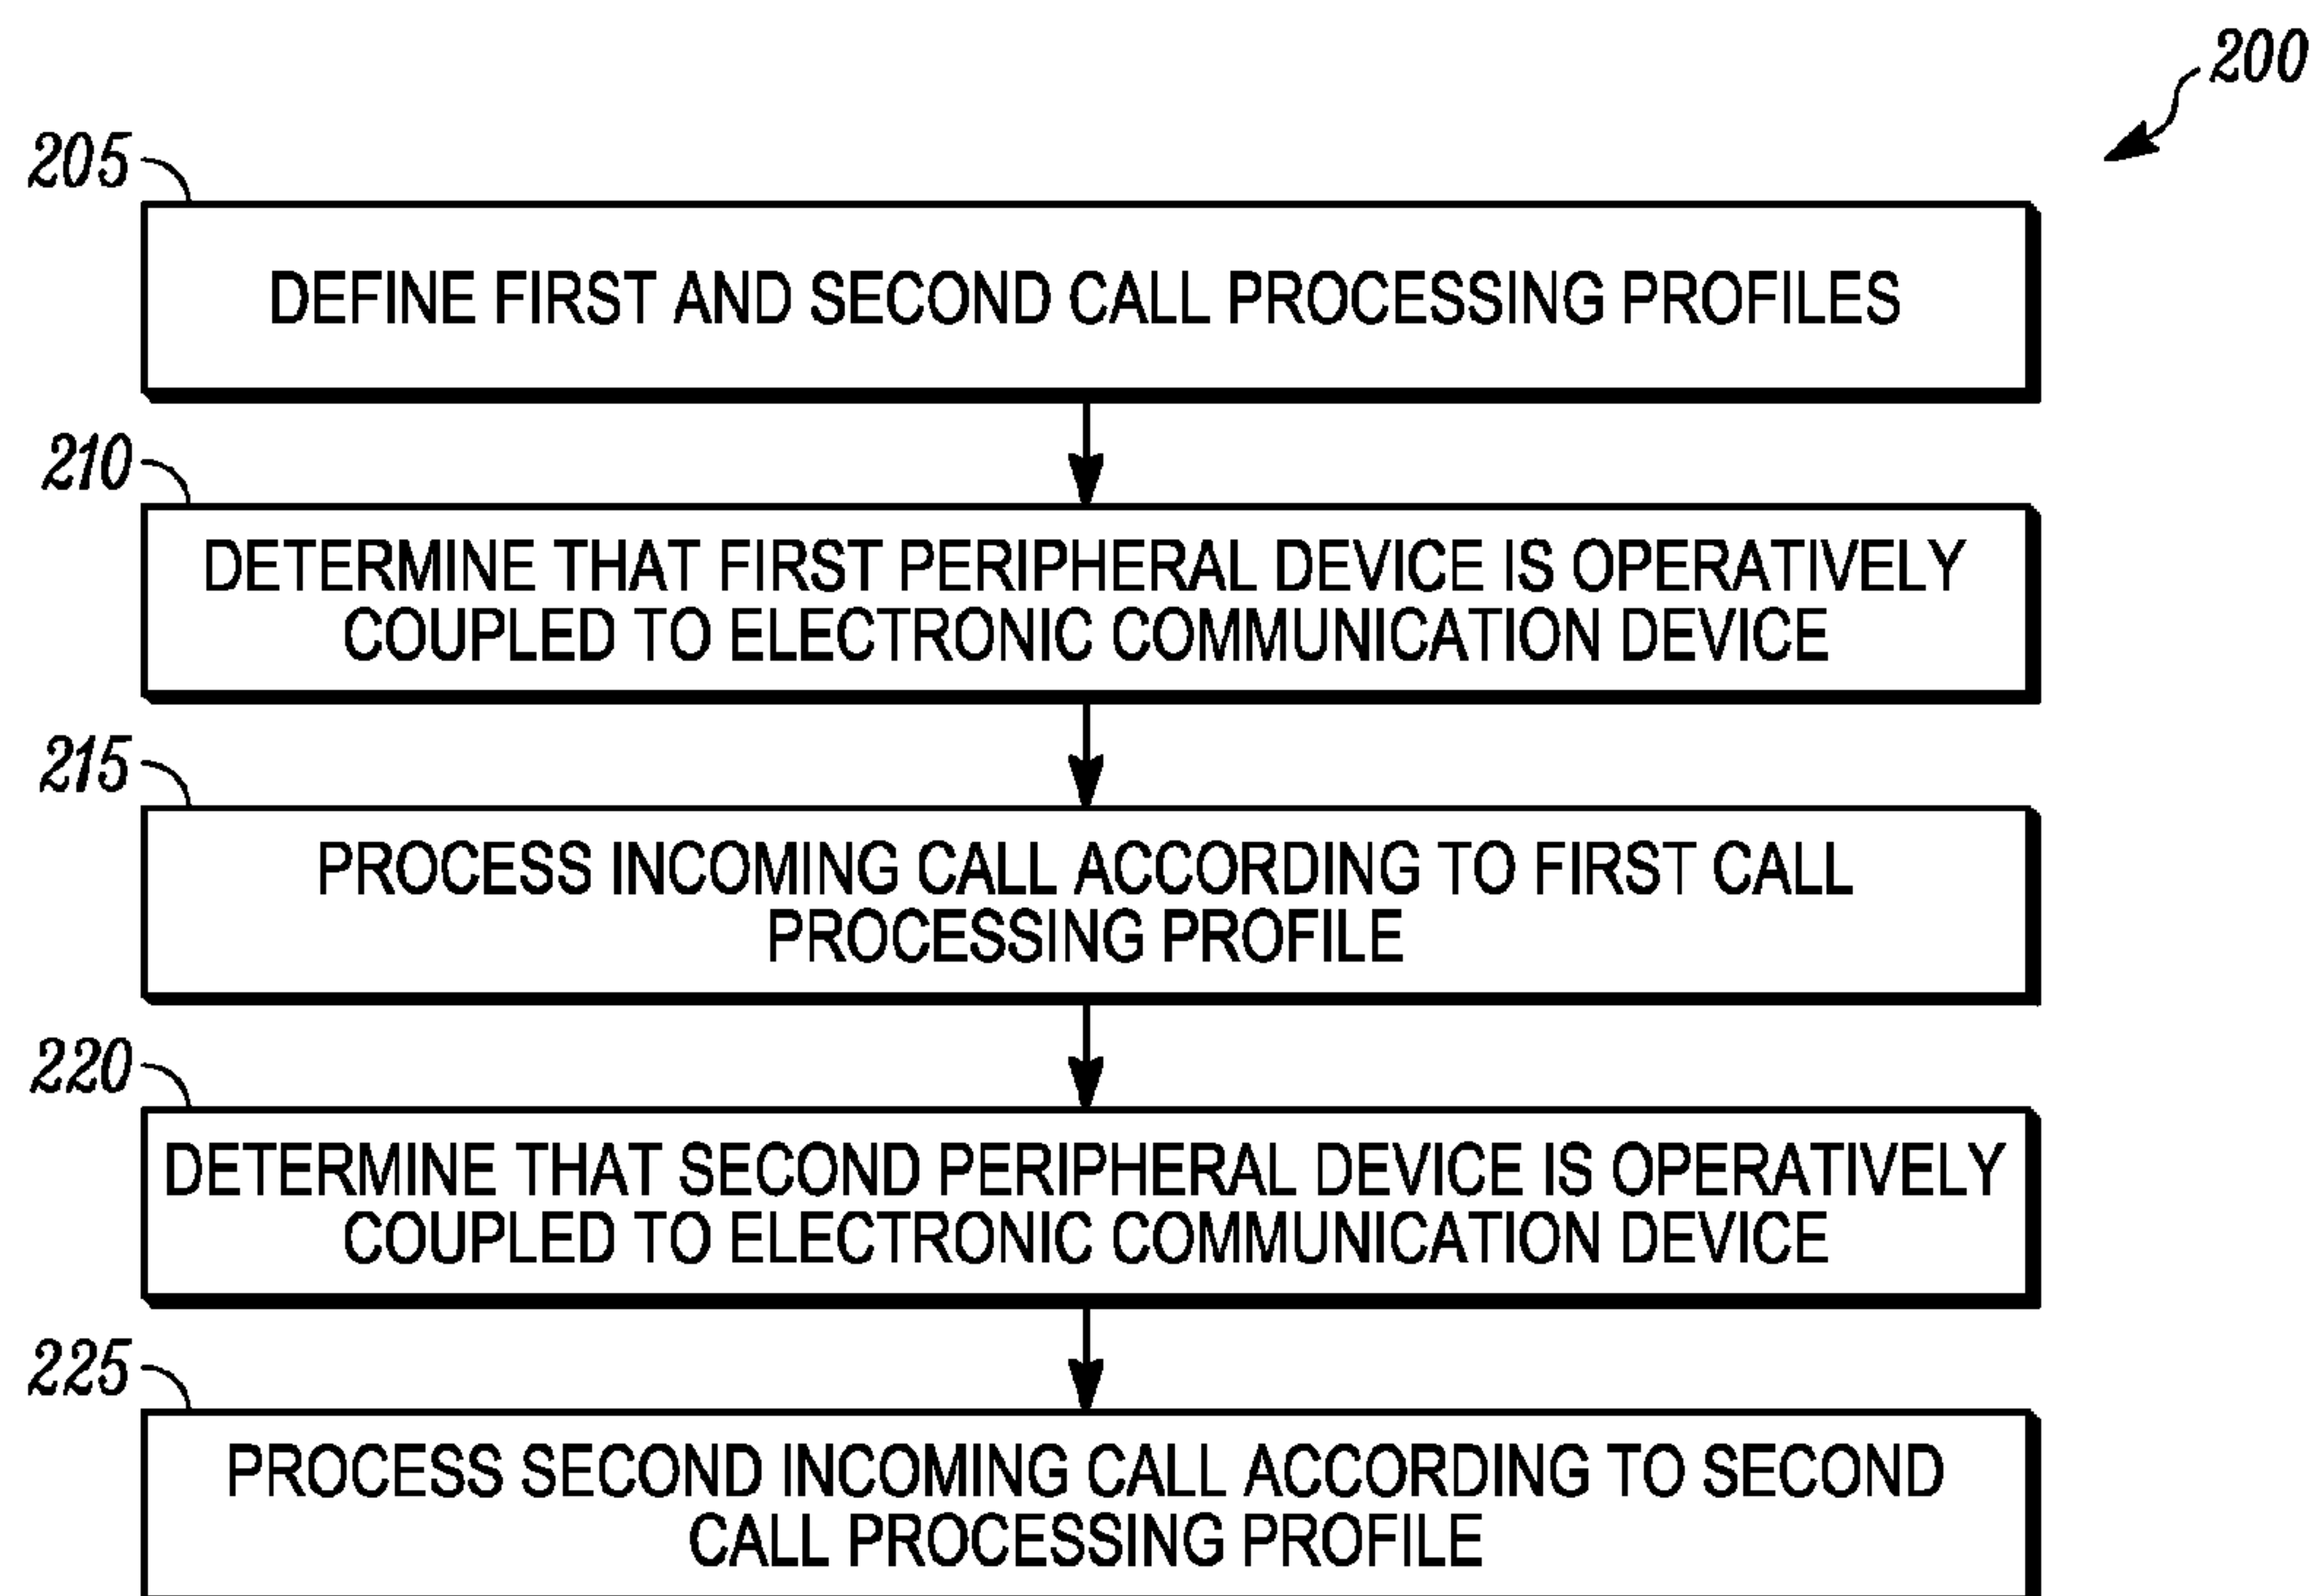 200
205
DEFINE FIRST AND SECOND CALL PROCESSING PROFILES
210
DETERMINE THAT FIRST PERIPHERAL DEVICE IS OPERATIVELY
COUPLED TO ELECTRONIC COMMUNICATION DEVICE
215
PROCESS INCOMING CALL ACCORDING TO FIRST CALL
PROCESSING PROFILE
220
DETERMINE THAT SECOND PERIPHERAL DEVICE IS OPERATIVELY
COUPLED TO ELECTRONIC COMMUNICATION DEVICE
225
PROCESS SECOND INCOMING CALL ACCORDING TO SECOND
CALL PROCESSING PROFILE